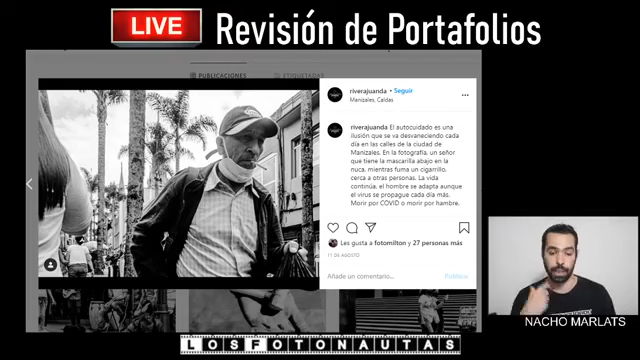 LIVE Revisión de Portafolios
PUBLICACIONES ETIQUETADAS
riverajuanda • Seguir
Manizales, Caldas
riverajuanda El autocuidado es una
ilusión que se va desvaneciendo cada
día en las calles de la ciudad de
Manizales. En la fotografía, un señor
que tiene la mascarilla abajo en la
nuca, mientras fuma un cigarrillo,
cerca a otras personas. La vida
continúa, el hombre se adapta aunque
el virus se propague cada día más.
Morir por COVID o morir por hambre.
Les gusta a fotomilton y 27 personas más
11 DE AGOSTO
Añade un comentario...
Publicar
NACHO MARLATS
LOSFOTONAUTAS